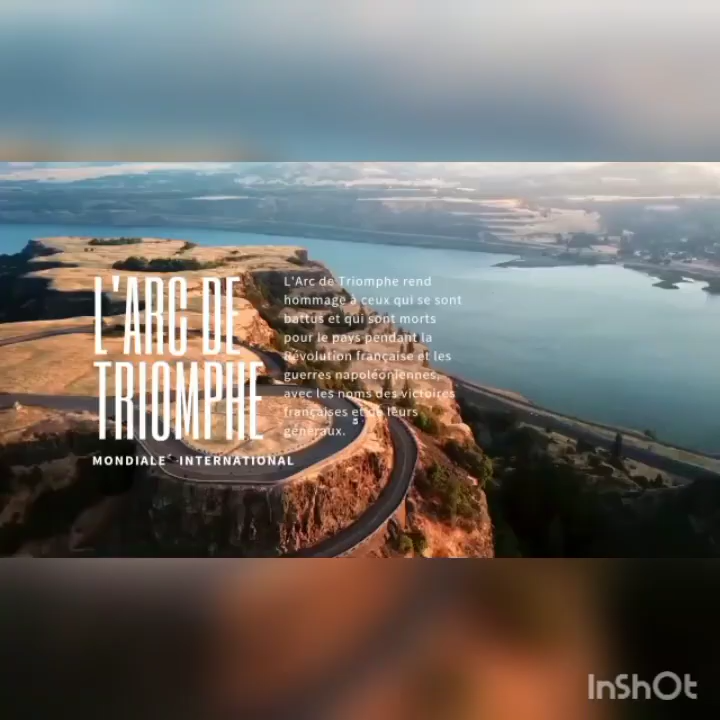 L'ARC DE
TRIOMPHE
MONDIALE INTERNATIONAL
L'Arc de Triomphe rend
hommage à ceux qui se sont
battus et qui sont morts
pour le pays pendant la
Révolution française et les
guerres napoléoniennes,
avec les noms des victoires
françaises et de leurs
généraux.
InShOt